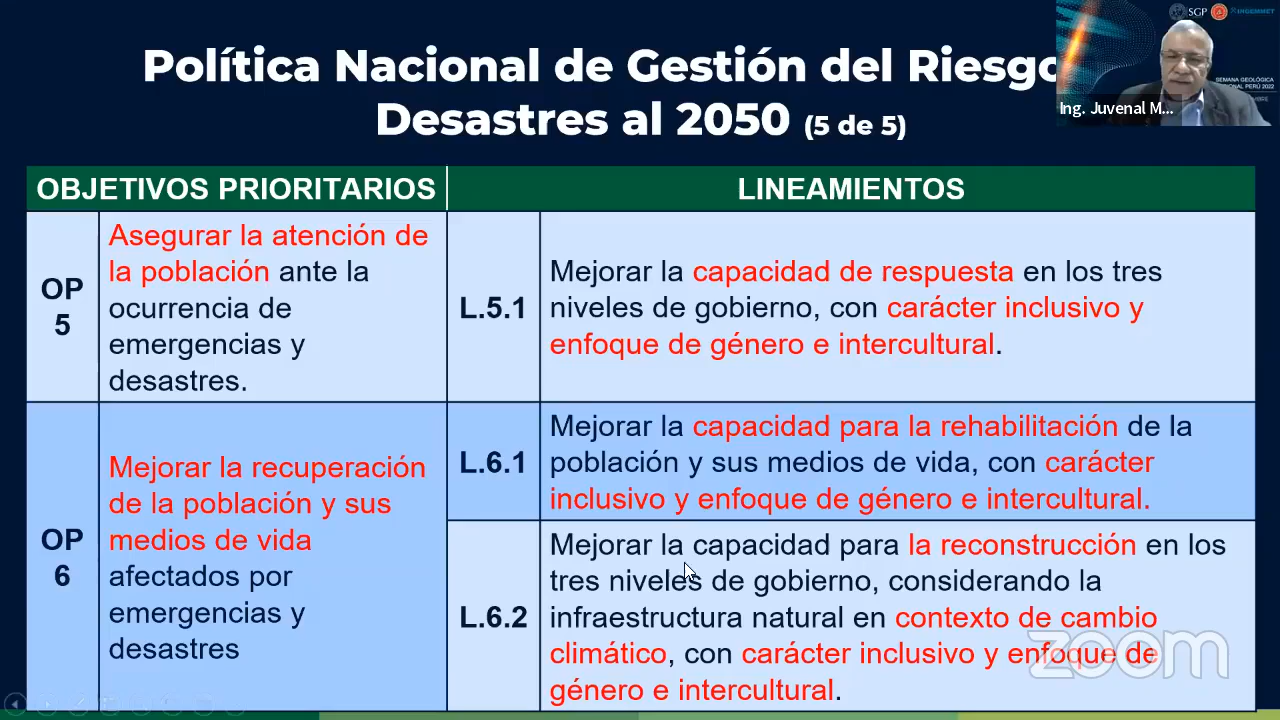 SGP
INGEMMET
Política Nacional de Gestión del Riesgo
Desastres al 2050 (5 de 5)
SEMANA GEOLÓGICA
PERÚ 2022
Ing. Juvenal M...
OBJETIVOS PRIORITARIOS
LINEAMIENTOS
OP
5
Asegurar la atención de
la población ante la
ocurrencia de
emergencias y
desastres.
L.5.1
Mejorar la capacidad de respuesta en los tres
niveles de gobierno, con carácter inclusivo y
enfoque de género e intercultural.
OP
6
Mejorar la recuperación
de la población y sus
medios de vida
afectados por
emergencias y
desastres
L.6.1
Mejorar la capacidad para la rehabilitación de la
población y sus medios de vida, con carácter
inclusivo y enfoque de género e intercultural.
L.6.2
Mejorar la capacidad para la reconstrucción en los
tres niveles de gobierno, considerando la
infraestructura natural en contexto de cambio
climático, con carácter inclusivo y enfoque de
género e intercultural.
zoom